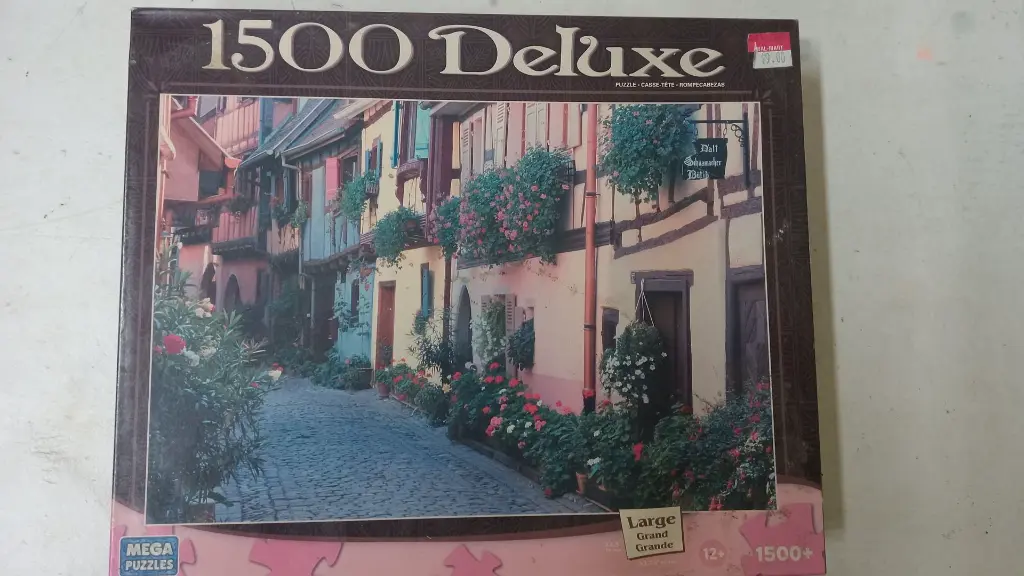 1500 Deluxe
PUZZLE • CASSE-TÊTE • ROMPECABEZAS
MEGA
PUZZLES
Large
Grand
Grande
12+
1500+